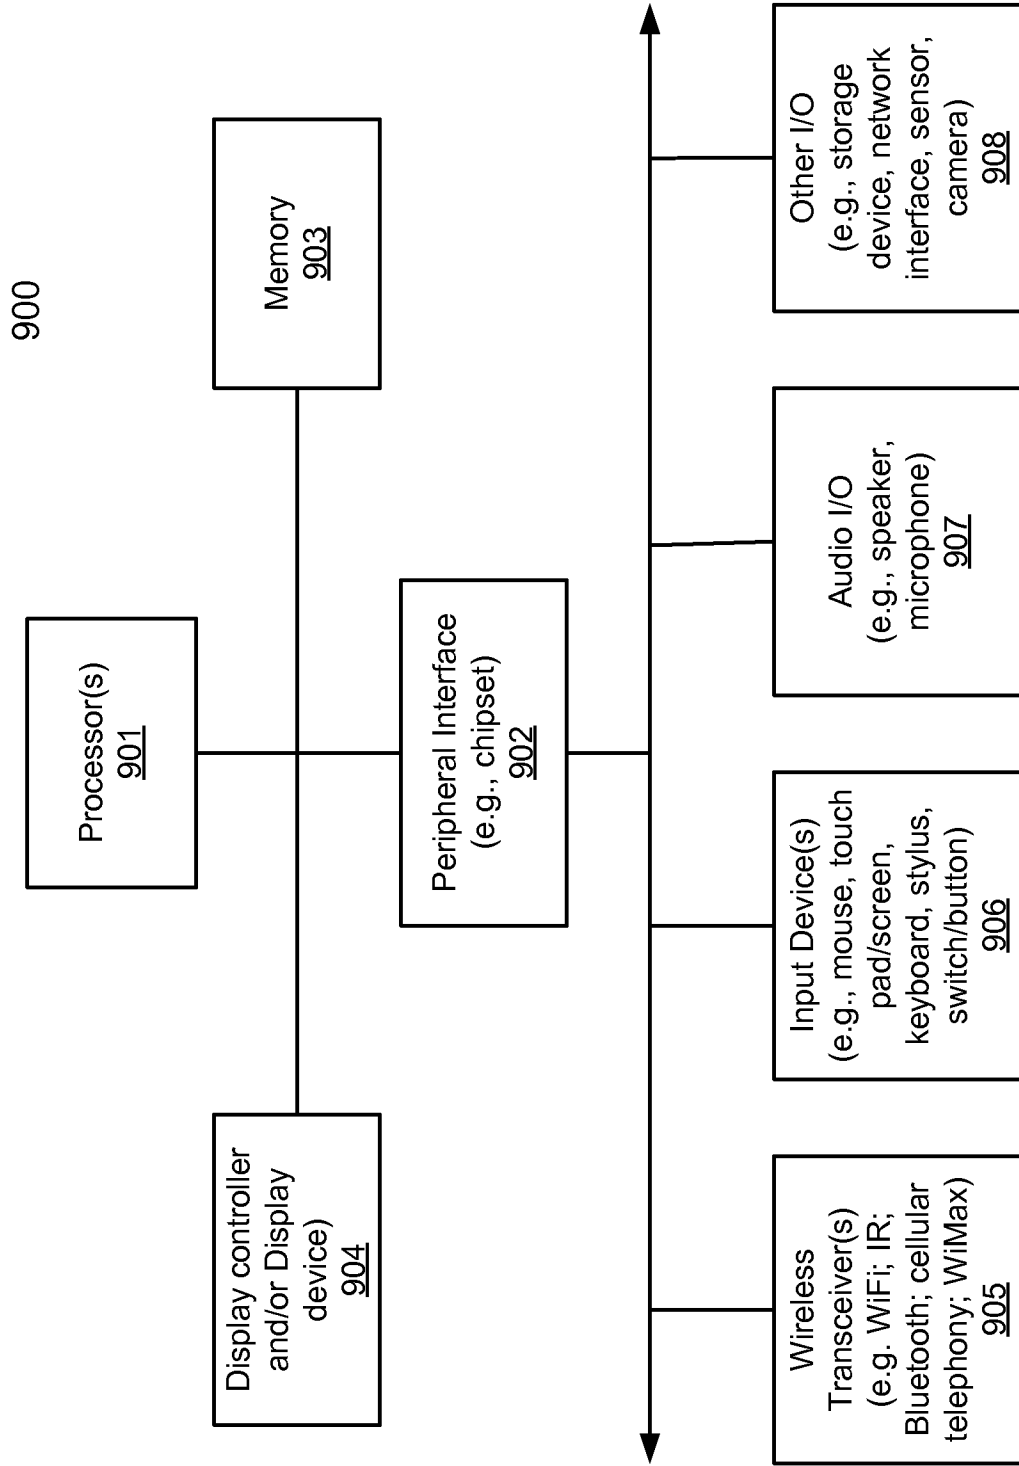 900
Processor(s)
901
Display controller
and/or Display
device)
904
Memory
903
Peripheral Interface
(e.g., chipset)
902
Wireless
Transceiver(s)
(e.g. WiFi; IR;
Bluetooth; cellular
telephony; WiMax)
905
Input Device(s)
(e.g., mouse, touch
pad/screen,
keyboard, stylus,
switch/button)
906
Audio I/O
(e.g., speaker,
microphone)
907
Other I/O
(e.g., storage
device, network
interface, sensor,
camera)
908